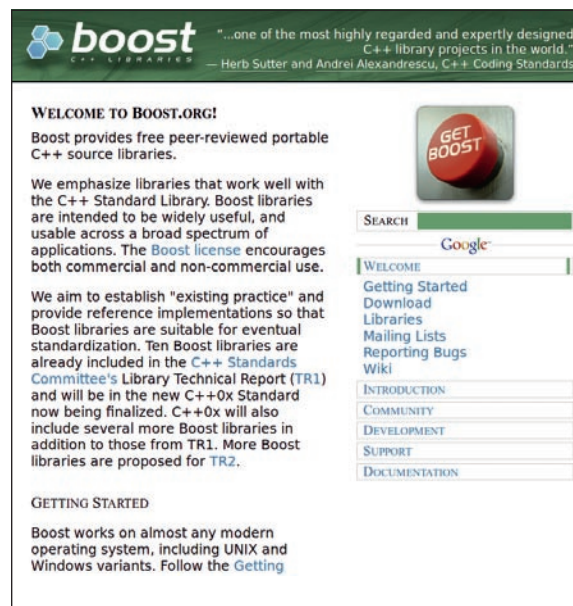 boost
C++ LIBRARIES
"...one of the most highly regarded and expertly designed
C++ library projects in the world."
— Herb Sutter and Andrei Alexandrescu, C++ Coding Standards
WELCOME TO BOOST.ORG!
Boost provides free peer-reviewed portable
C++ source libraries.
We emphasize libraries that work well with
the C++ Standard Library. Boost libraries
are intended to be widely useful, and
usable across a broad spectrum of
applications. The Boost license encourages
both commercial and non-commercial use.
We aim to establish "existing practice" and
provide reference implementations so that
Boost libraries are suitable for eventual
standardization. Ten Boost libraries are
already included in the C++ Standards
Committee's Library Technical Report (TR1)
and will be in the new C++0x Standard
now being finalized. C++0x will also
include several more Boost libraries in
addition to those from TR1. More Boost
libraries are proposed for TR2.
GETTING STARTED
Boost works on almost any modern
operating system, including UNIX and
Windows variants. Follow the Getting
GET
BOOST
SEARCH
Google
WELCOME
Getting Started
Download
Libraries
Mailing Lists
Reporting Bugs
Wiki
INTRODUCTION
COMMUNITY
DEVELOPMENT
SUPPORT
DOCUMENTATION